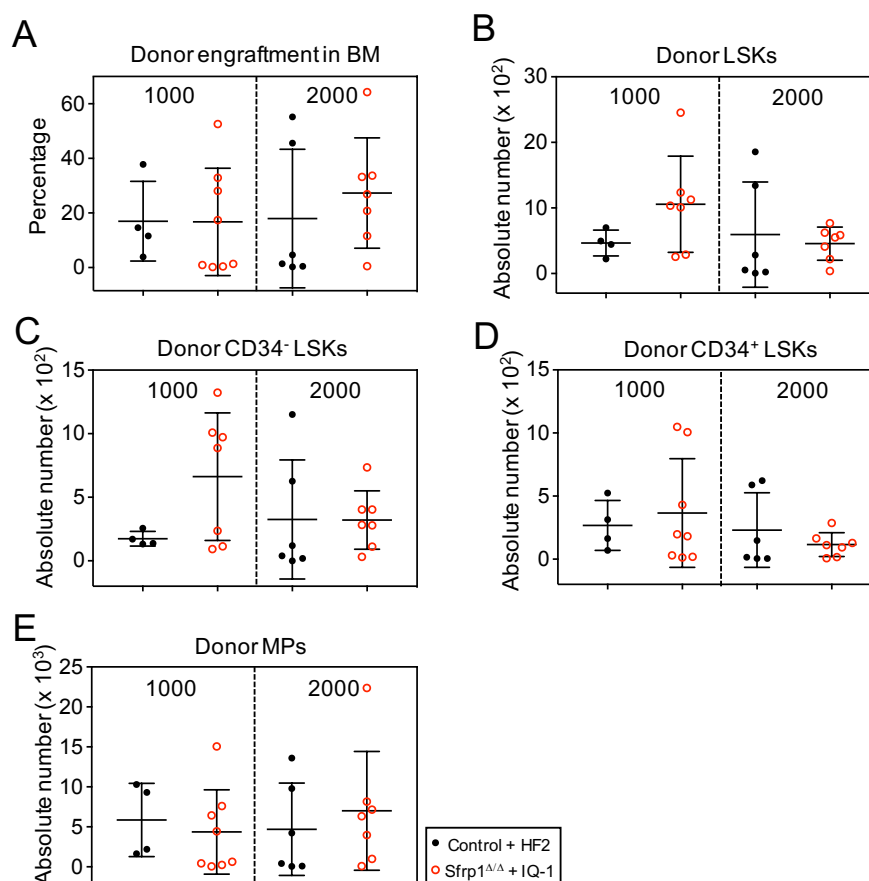 A
Donor engraftment in BM
Percentage
60
40
20
0
1000
2000
B
Donor LSKs
Absolute number (x 10²)
30
20
10
0
1000
2000
C
Donor CD34⁻ LSKs
Absolute number (x 10²)
15
10
5
0
1000
2000
D
Donor CD34⁺ LSKs
Absolute number (x 10²)
15
10
5
0
1000
2000
E
Donor MPs
Absolute number (x 10³)
25
20
15
10
5
0
1000
2000
Control + HF2
Sfrp1Δ/Δ + IQ-1